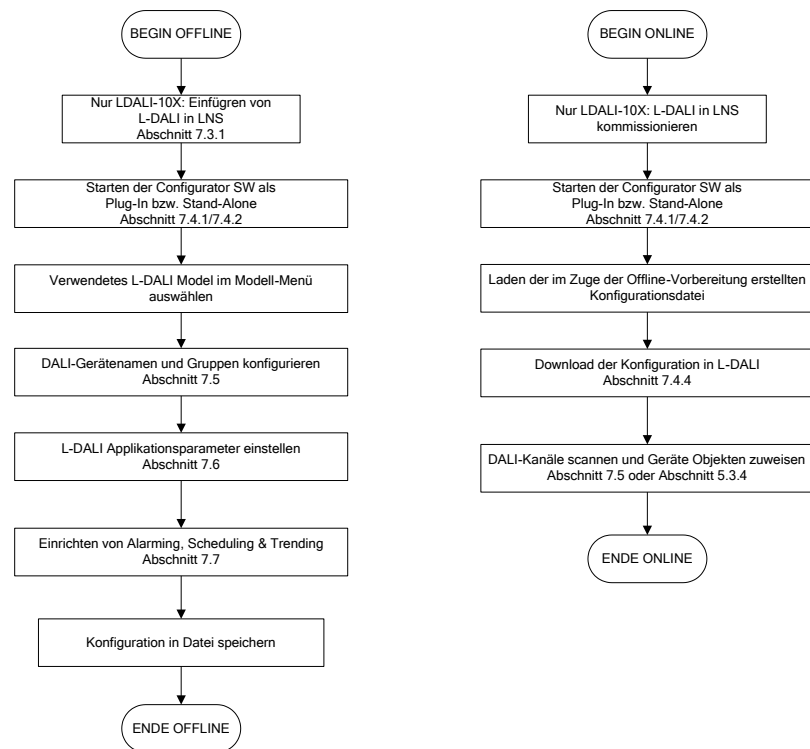 BEGIN OFFLINE
Nur LDALI-10X: Einfügren von
L-DALI in LNS
Abschnitt 7.3.1
Starten der Configurator SW als
Plug-In bzw. Stand-Alone
Abschnitt 7.4.1/7.4.2
Verwendetes L-DALI Model im Modell-Menü
auswählen
DALI-Gerätenamen und Gruppen konfigurieren
Abschnitt 7.5
L-DALI Applikationsparameter einstellen
Abschnitt 7.6
Einrichten von Alarming, Scheduling & Trending
Abschnitt 7.7
Konfiguration in Datei speichern
ENDE OFFLINE
BEGIN ONLINE
Nur LDALI-10X: L-DALI in LNS
kommissionieren
Starten der Configurator SW als
Plug-In bzw. Stand-Alone
Abschnitt 7.4.1/7.4.2
Laden der im Zuge der Offline-Vorbereitung erstellten
Konfigurationsdatei
Download der Konfiguration in L-DALI
Abschnitt 7.4.4
DALI-Kanäle scannen und Geräte Objekten zuweisen
Abschnitt 7.5 oder Abschnitt 5.3.4
ENDE ONLINE